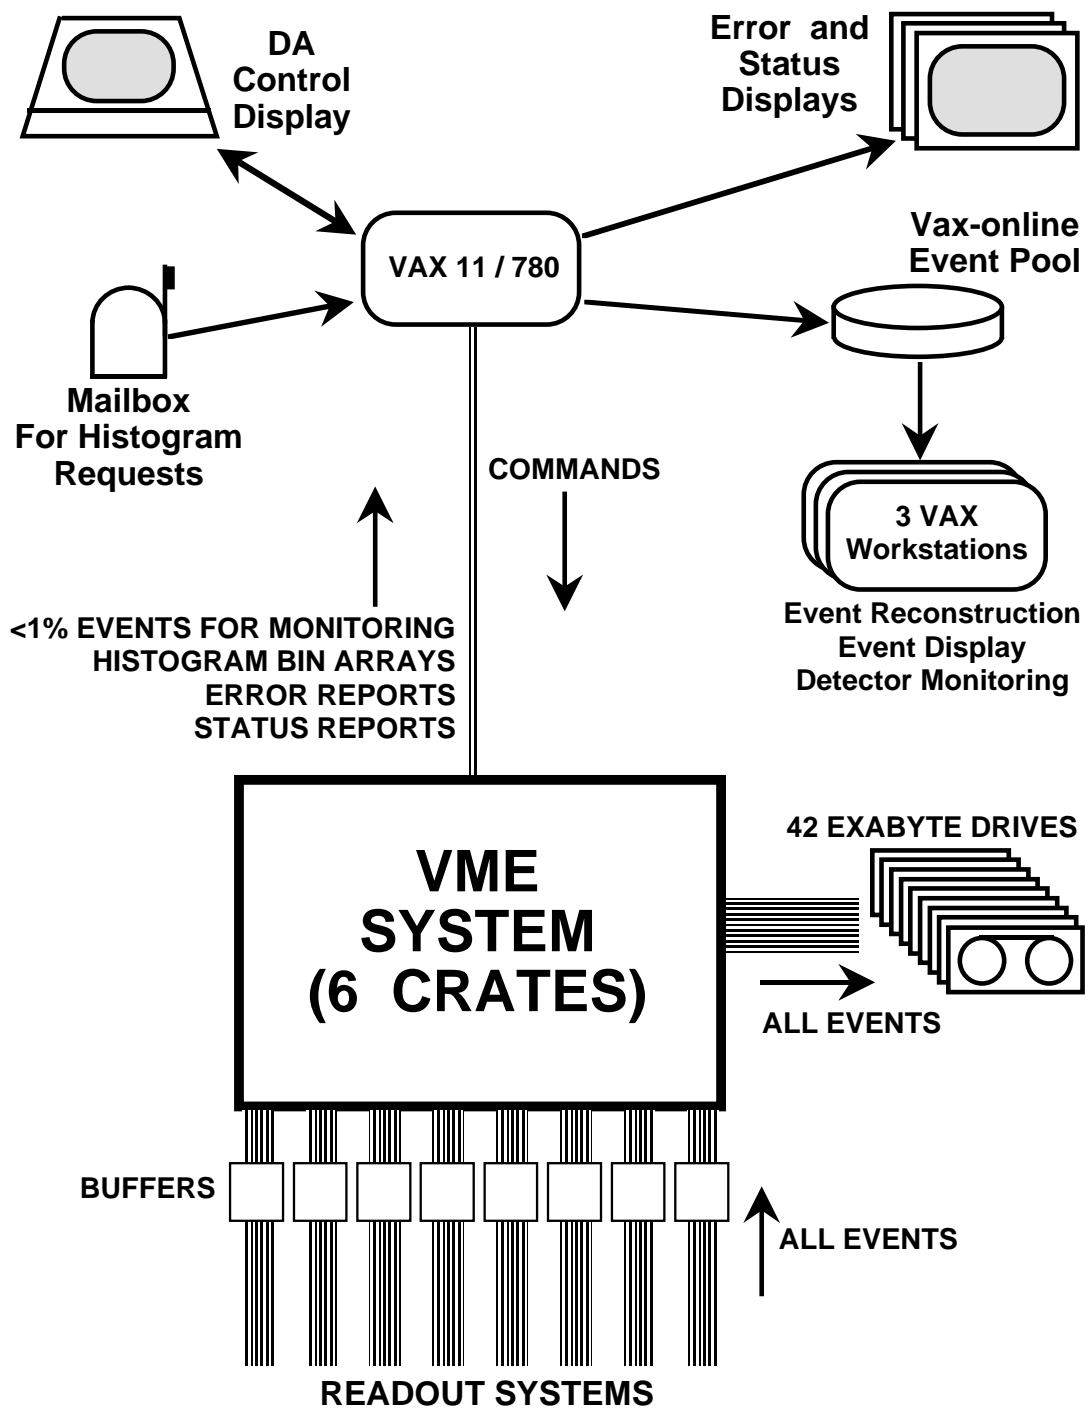 DA
Control
Display
Error and
Status
Displays
VAX 11 / 780
Vax-online
Event Pool
Mailbox
For Histogram
Requests
COMMANDS
3 VAX
Workstations
Event Reconstruction
Event Display
Detector Monitoring
<1% EVENTS FOR MONITORING
HISTOGRAM BIN ARRAYS
ERROR REPORTS
STATUS REPORTS
VME
SYSTEM
(6 CRATES)
42 EXABYTE DRIVES
ALL EVENTS
BUFFERS
ALL EVENTS
READOUT SYSTEMS